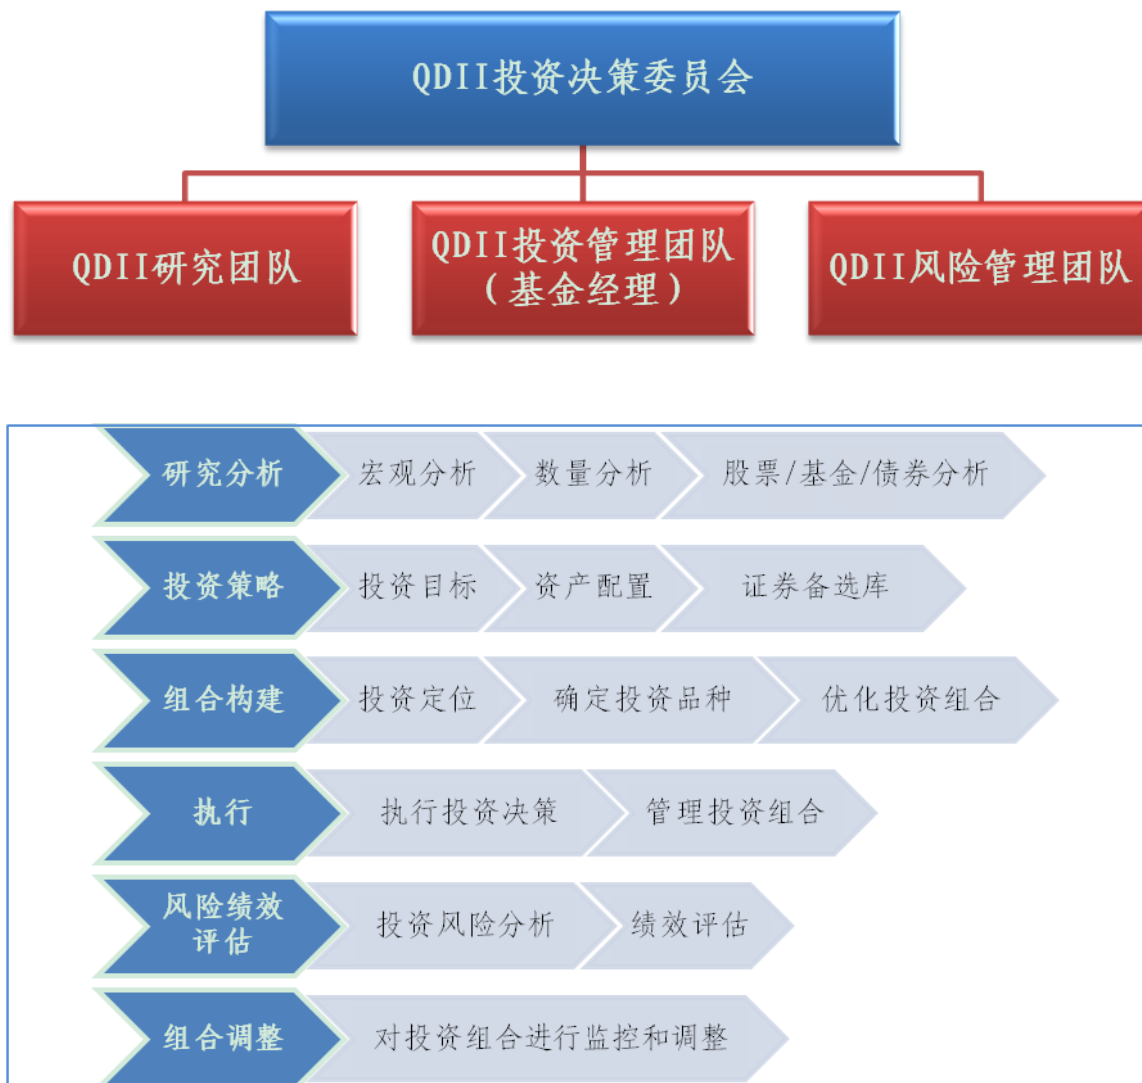 QDII投资决策委员会
QDII研究团队
QDII投资管理团队
(基金经理)
QDII风险管理团队
研究分析
宏观分析
数量分析
股票/基金/债券分析
投资策略
投资目标
资产配置
证券备选库
组合构建
投资定位
确定投资品种
优化投资组合
执行
执行投资决策
管理投资组合
风险绩效
评估
投资风险分析
绩效评估
组合调整
对投资组合进行监控和调整